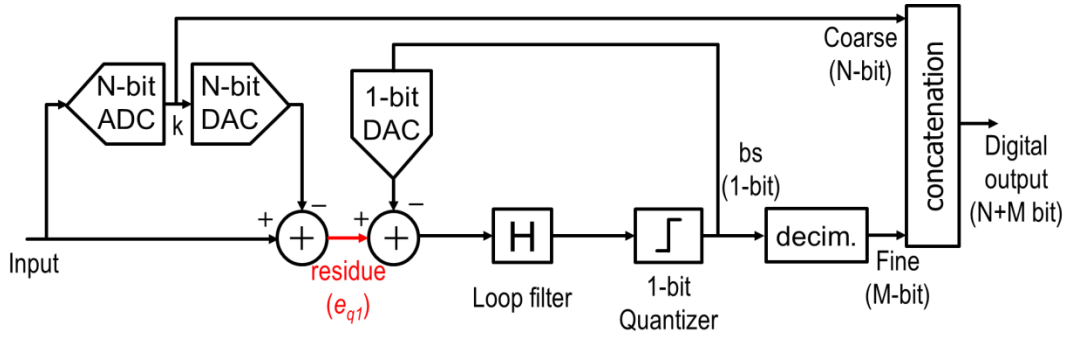 N-bit
ADC
k
N-bit
DAC
1-bit
DAC
Coarse
(N-bit)
concatenation
Input
+
−
+
residue
(eq1)
+
−
+
H
Loop filter
1-bit
Quantizer
bs
(1-bit)
decim.
Fine
(M-bit)
Digital
output
(N+M bit)